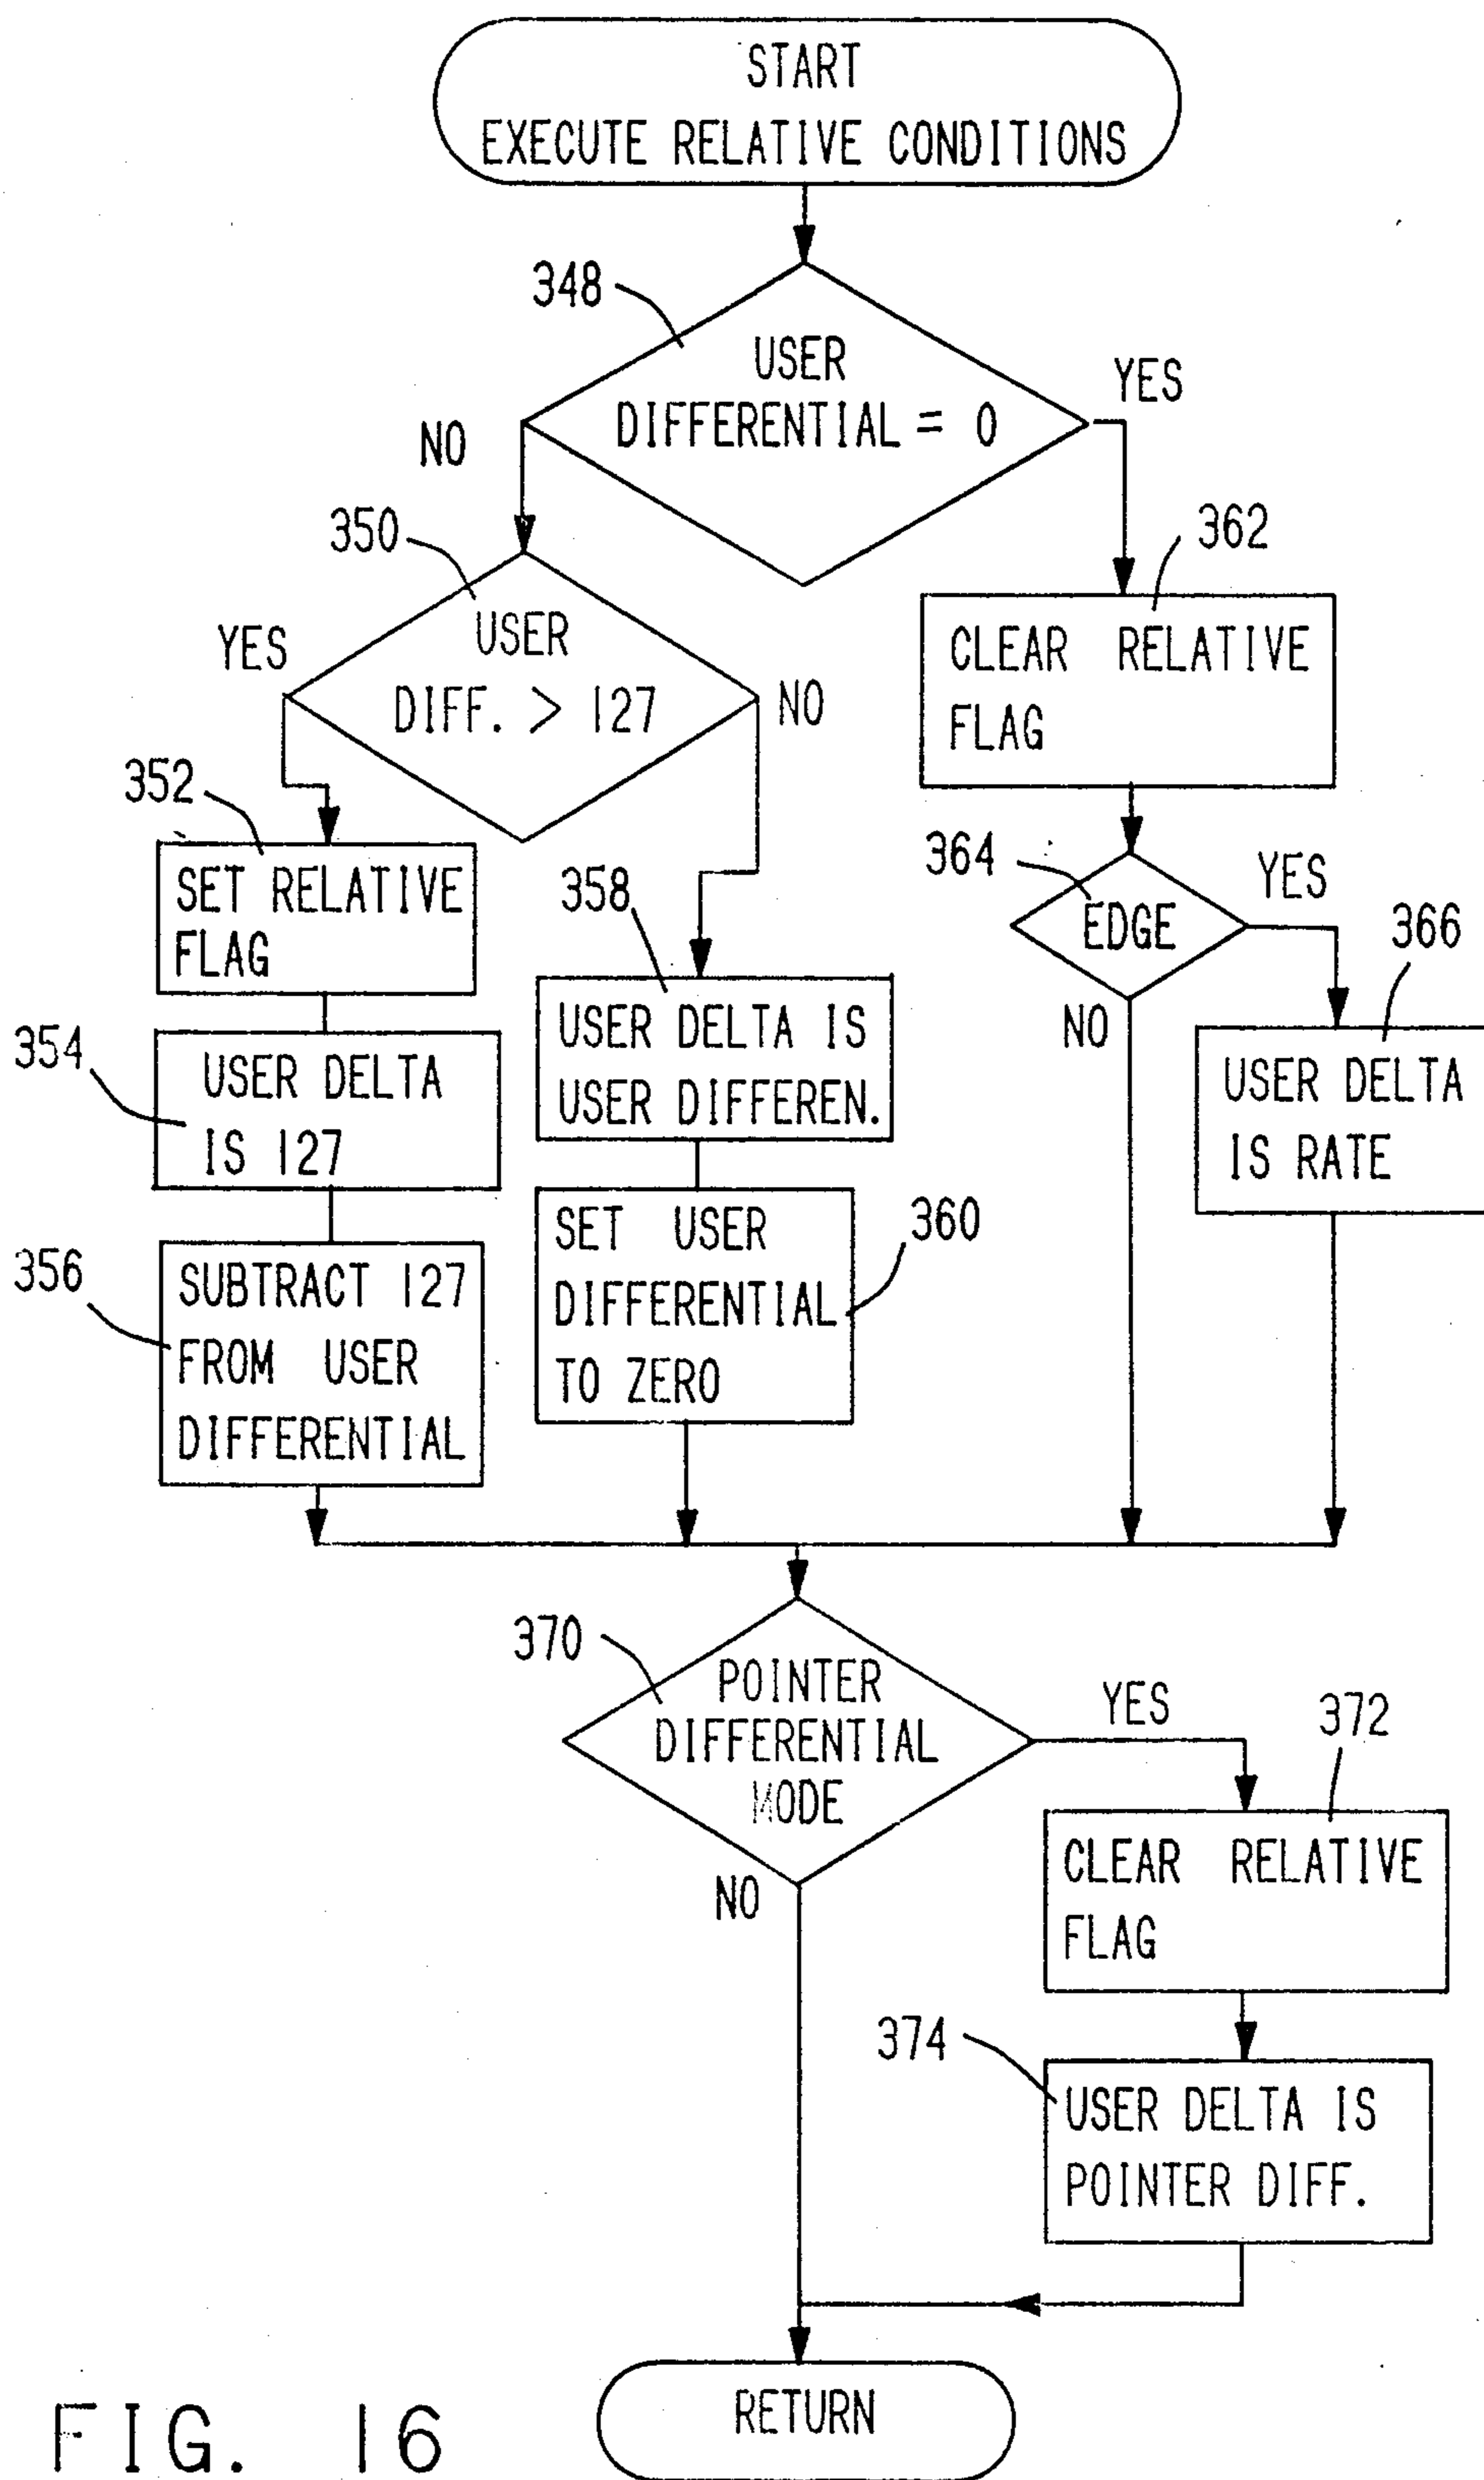 START
EXECUTE RELATIVE CONDITIONS
348
USER
DIFFERENTIAL = 0
YES
NO
350
USER
DIFF. > 127
YES
NO
362
CLEAR RELATIVE
FLAG
352
SET RELATIVE
FLAG
364
EDGE
YES
NO
358
USER DELTA IS
USER DIFFEREN.
366
USER DELTA
IS RATE
354
USER DELTA
IS 127
360
SET USER
DIFFERENTIAL
TO ZERO
356
SUBTRACT 127
FROM USER
DIFFERENTIAL
370
POINTER
DIFFERENTIAL
MODE
YES
NO
372
CLEAR RELATIVE
FLAG
374
USER DELTA IS
POINTER DIFF.
RETURN
FIG. 16